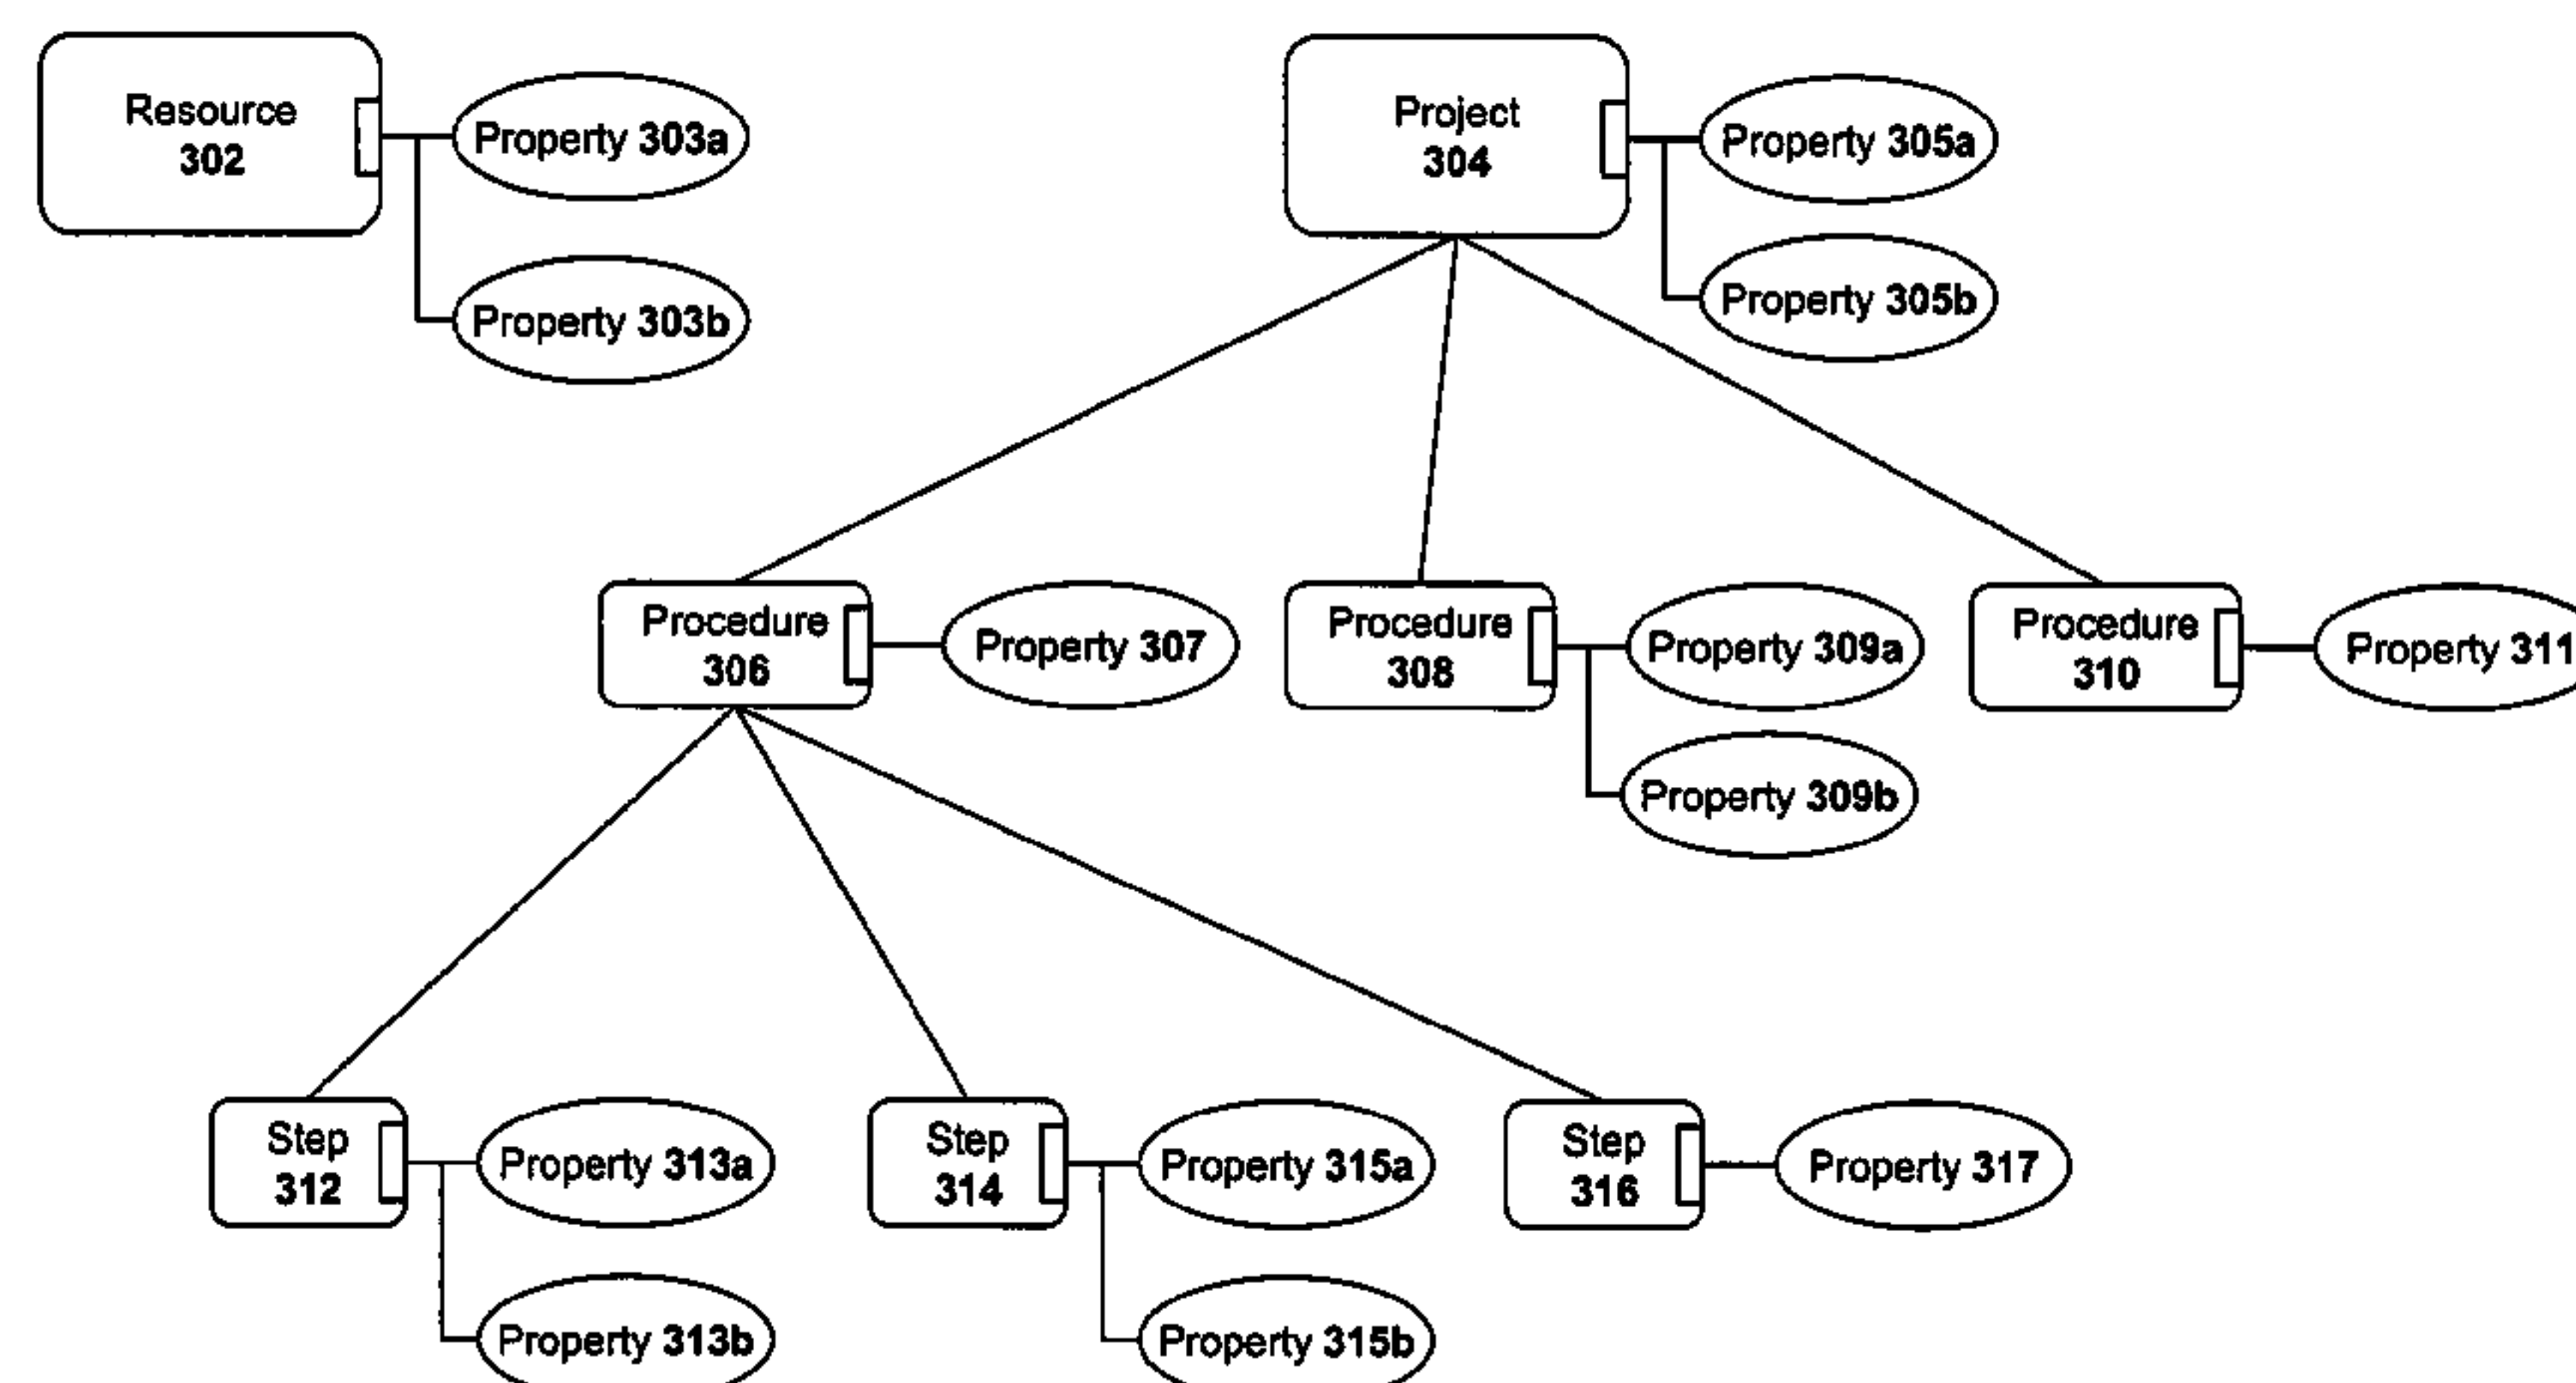 Resource
302
Property 303a
Property 303b
Project
304
Property 305a
Property 305b
Procedure
306
Property 307
Procedure
308
Property 309a
Property 309b
Procedure
310
Property 311
Step
312
Property 313a
Property 313b
Step
314
Property 315a
Property 315b
Step
316
Property 317